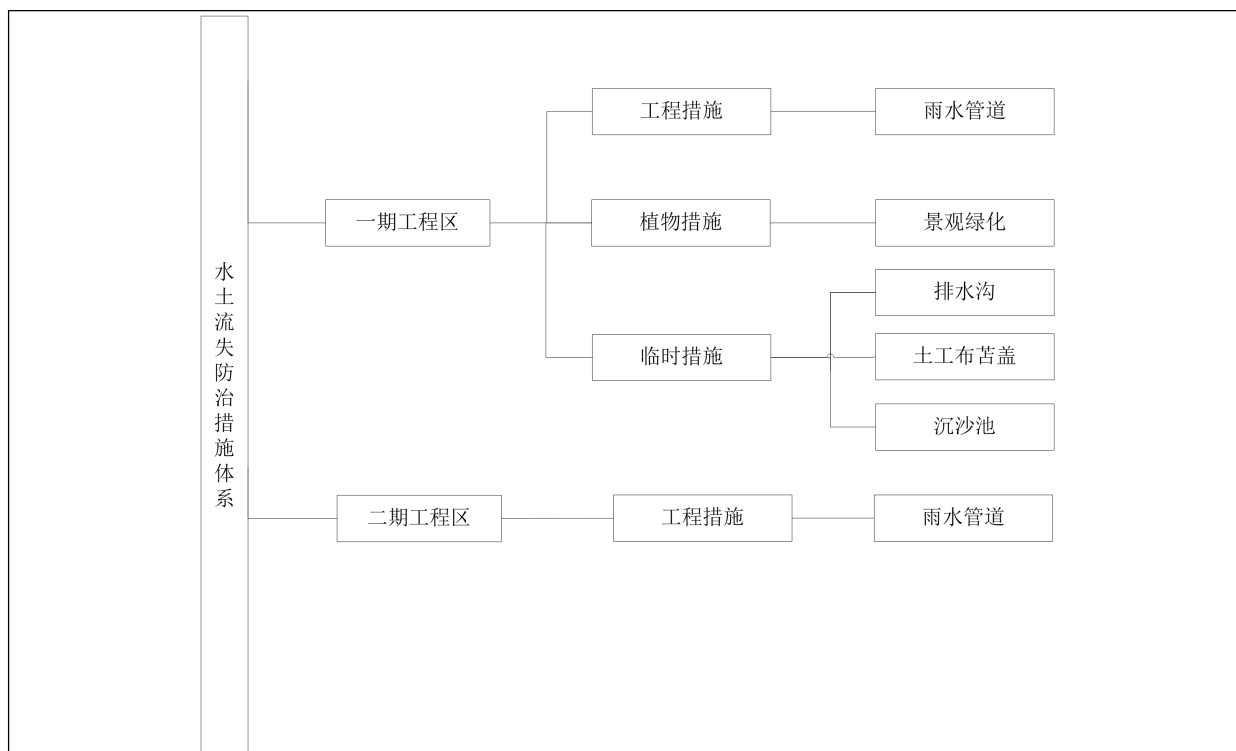 水土流失防治措施体系
一期工程区
工程措施
雨水管道
植物措施
景观绿化
临时措施
排水沟
土工布苫盖
沉沙池
二期工程区
工程措施
雨水管道